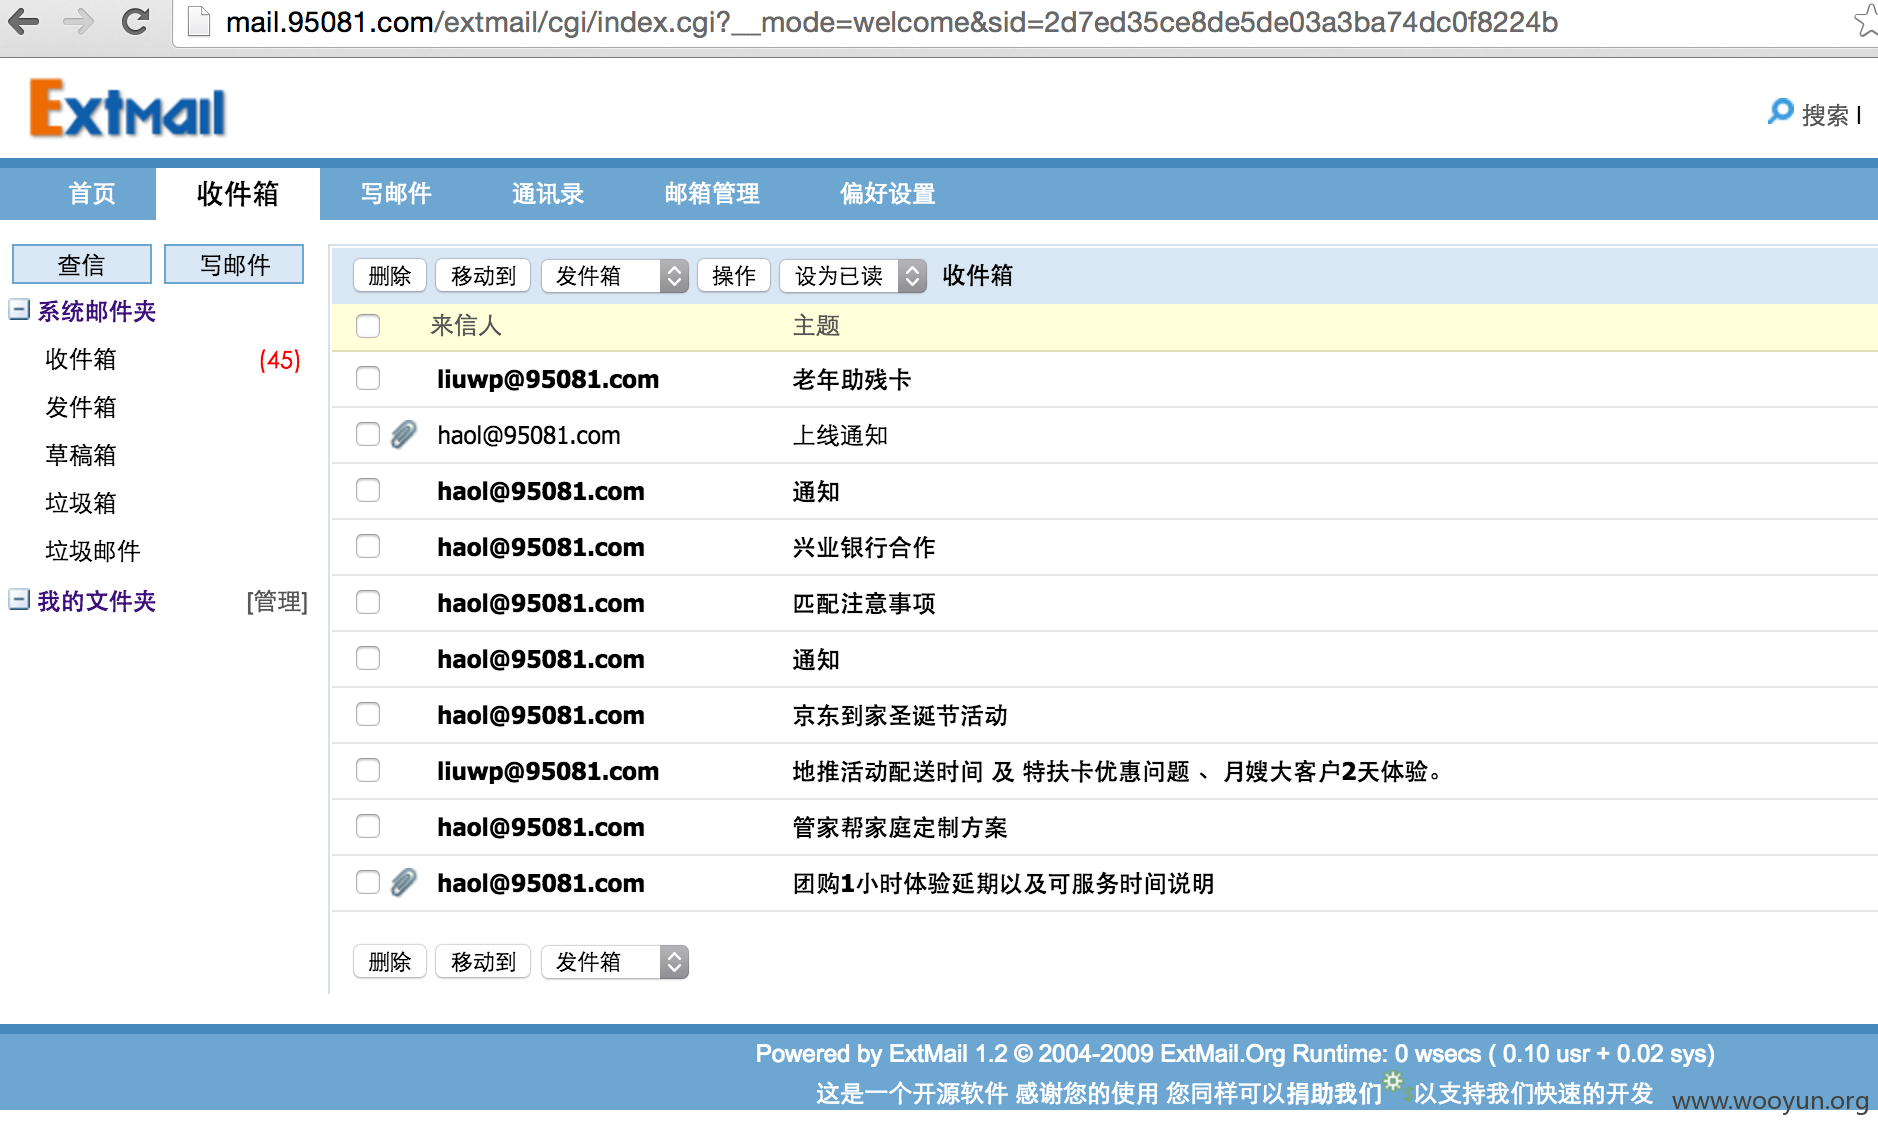 mail.95081.com/extmail/cgi/index.cgi?__mode=welcome&sid=2d7ed35ce8de5de03a3ba74dc0f8224b
Extmail
搜索 |
首页 收件箱 写邮件 通讯录 邮箱管理 偏好设置
查信 写邮件
系统邮件夹
收件箱 (45)
发件箱
草稿箱
垃圾箱
垃圾邮件
我的文件夹 [管理]
删除 移动到 发件箱 操作 设为已读 收件箱
来信人 主题
liuwp@95081.com 老年助残卡
haol@95081.com 上线通知
haol@95081.com 通知
haol@95081.com 兴业银行合作
haol@95081.com 匹配注意事项
haol@95081.com 通知
haol@95081.com 京东到家圣诞节活动
liuwp@95081.com 地推活动配送时间 及 特扶卡优惠问题 、月嫂大客户2天体验。
haol@95081.com 管家帮家庭定制方案
haol@95081.com 团购1小时体验延期以及可服务时间说明
删除 移动到 发件箱
Powered by ExtMail 1.2 © 2004-2009 ExtMail.Org Runtime: 0 wsecs ( 0.10 usr + 0.02 sys)
这是一个开源软件 感谢您的使用 您同样可以捐助我们 以支持我们快速的开发
www.wooyun.org